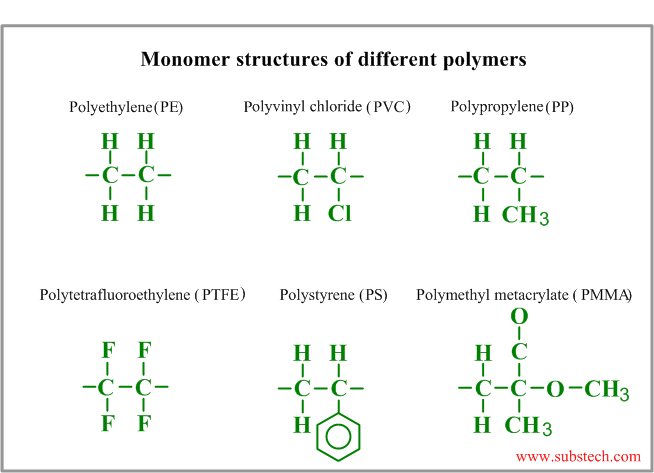 Monomer structures of different polymers
Polyethylene (PE) Polyvinyl chloride (PVC) Polypropylene (PP)
H H H H H H
–C–C– –C–C– –C–C–
H H H Cl H CH3
Polytetrafluoroethylene (PTFE) Polystyrene (PS) Polymethyl metacrylate ( PMMA)
O
F F H H H C
–C–C– –C–C– –C–C–O–CH3
F F H H CH3
www.substech.com